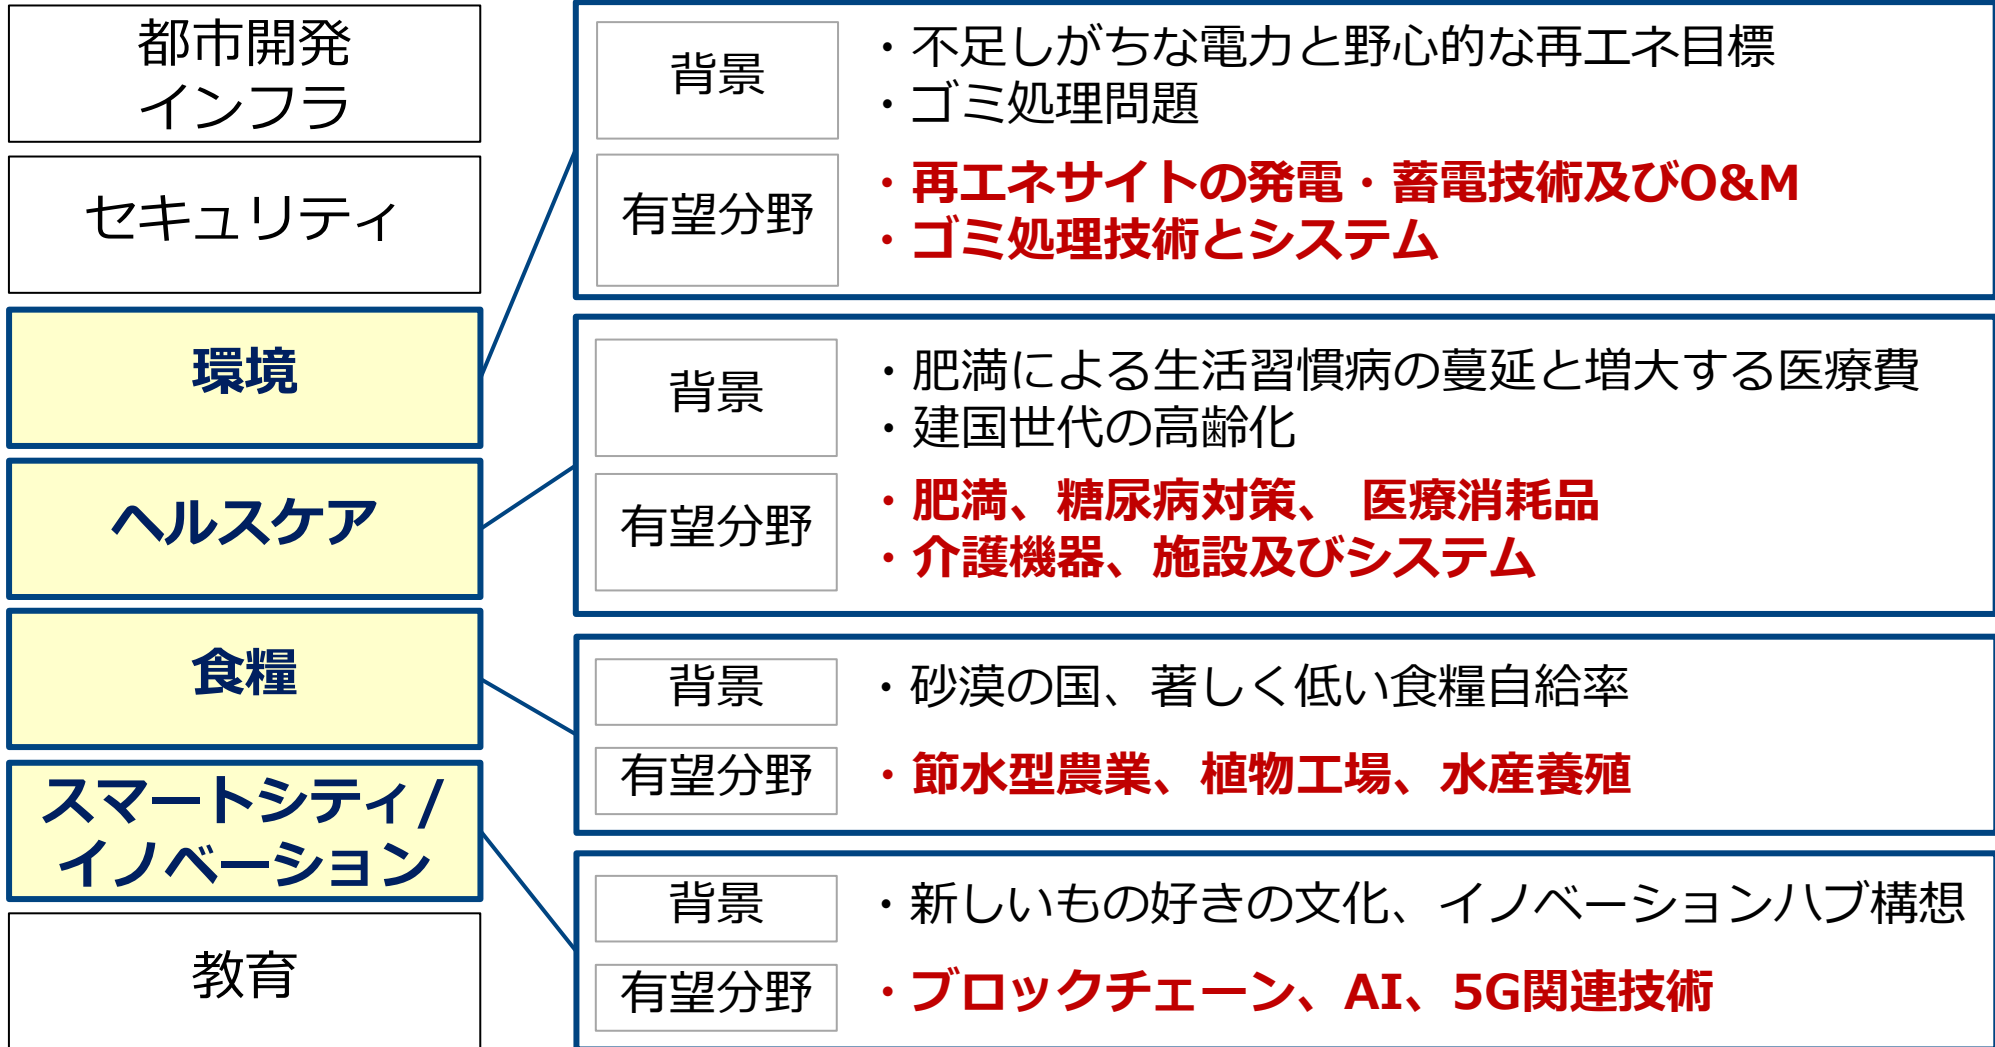 都市開発
インフラ
セキュリティ
環境
ヘルスケア
食糧
スマートシティ/
イノベーション
教育
背景
・不足しがちな電力と野心的な再エネ目標
・ゴミ処理問題
有望分野
・再エネサイトの発電・蓄電技術及びO&M
・ゴミ処理技術とシステム
背景
・肥満による生活習慣病の蔓延と増大する医療費
・建国世代の高齢化
有望分野
・肥満、糖尿病対策、 医療消耗品
・介護機器、施設及びシステム
背景
・砂漠の国、著しく低い食糧自給率
有望分野
・節水型農業、植物工場、水産養殖
背景
・新しいもの好きの文化、イノベーションハブ構想
有望分野
・ブロックチェーン、AI、5G関連技術